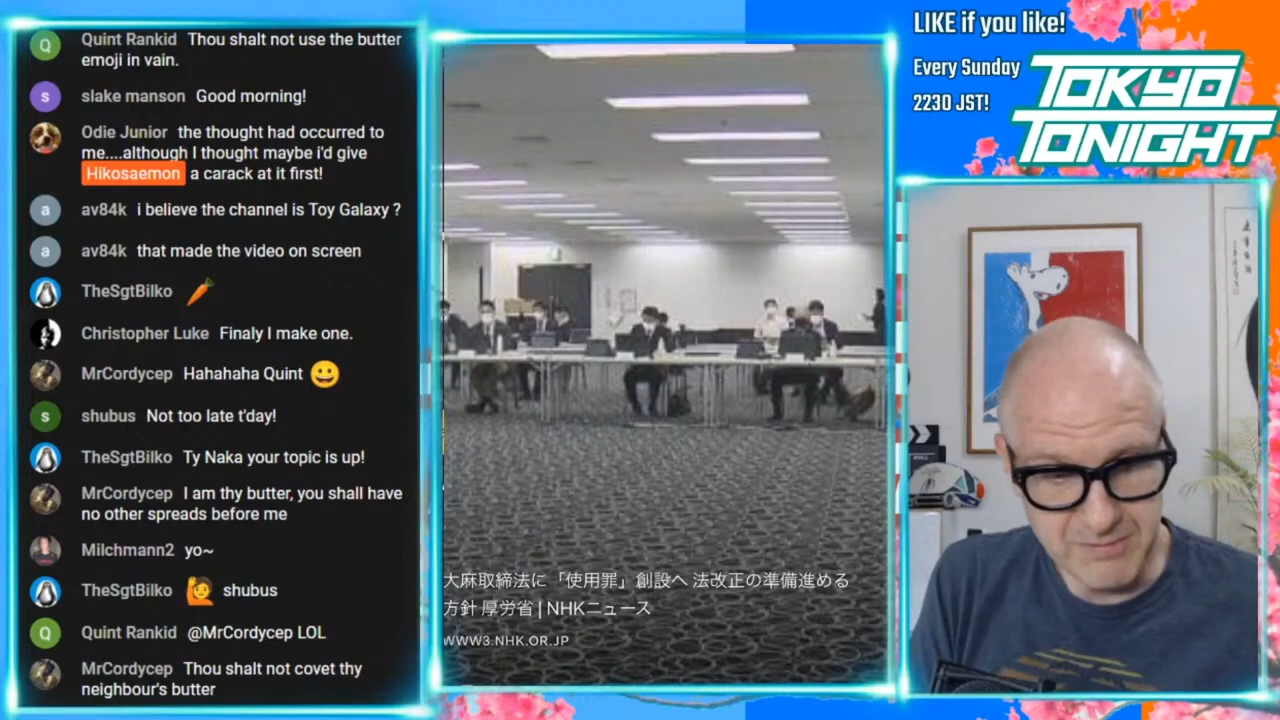 Quint Rankid Thou shalt not use the butter
emoji in vain.
slake manson Good morning!
Odie Junior the thought had occurred to
me....although I thought maybe i'd give
Hikosaemon a carack at it first!
av84k i believe the channel is Toy Galaxy ?
av84k that made the video on screen
TheSgtBilko
Christopher Luke Finaly I make one.
MrCordycep Hahahaha Quint
shubus Not too late t'day!
TheSgtBilko Ty Naka your topic is up!
MrCordycep I am thy butter, you shall have
no other spreads before me
Milchmann2 yo~
TheSgtBilko shubus
Quint Rankid @MrCordycep LOL
MrCordycep Thou shalt not covet thy
neighbour's butter
大麻取締法に「使用罪」創設へ 法改正の準備進める
方針 厚労省 | NHKニュース
WWW3.NHK.OR.JP
LIKE if you like!
Every Sunday
2230 JST!
TOKYO
TONIGHT
Q
s
a
a
s
Q